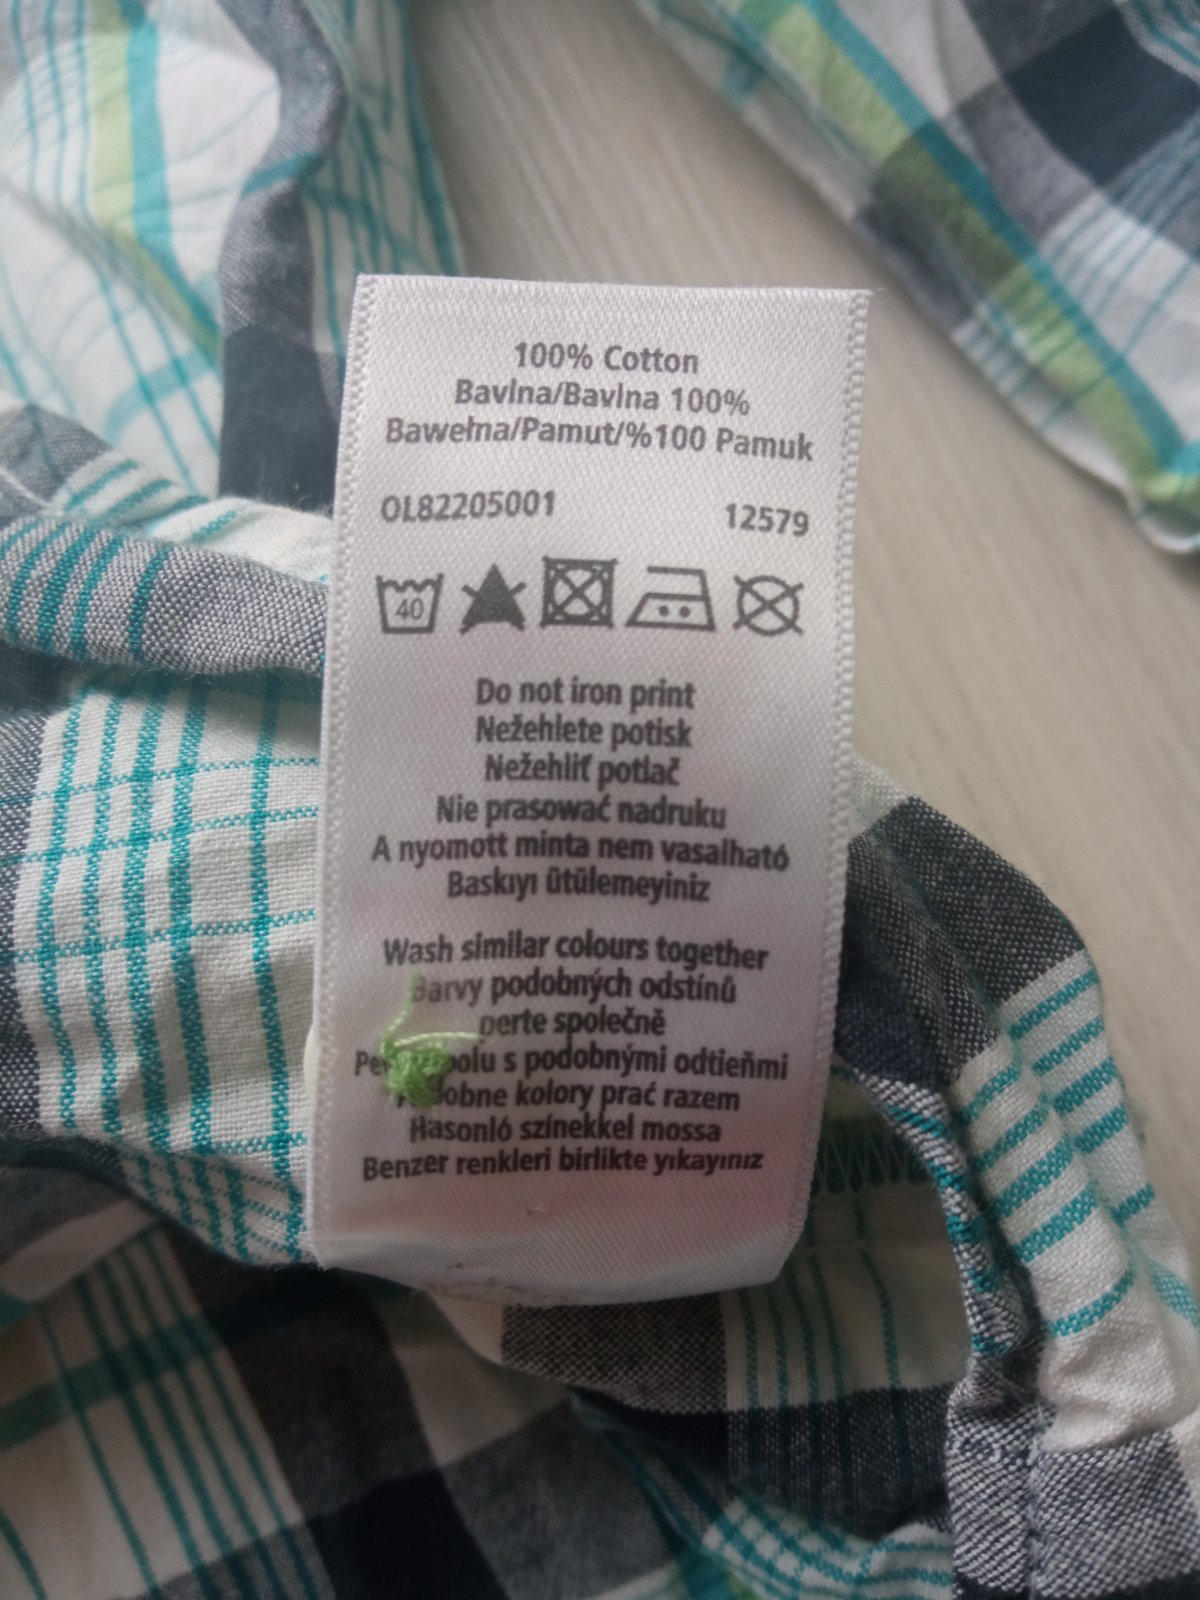 100% Cotton
Bavlna/Bavlna 100%
Bawełna/Pamut/%100 Pamuk
OL82205001 12579
40
Do not iron print
Nežehlete potisk
Nežehliť potlač
Nie prasować nadruku
A nyomott minta nem vasalható
Baskıyı ütülemeyiniz
Wash similar colours together
Barvy podobných odstínů
perte společně
s podobnými odtieňmi
kolory prać razem
Hasonló színekkel mossa
Benzer renkleri birlikte yıkayınız